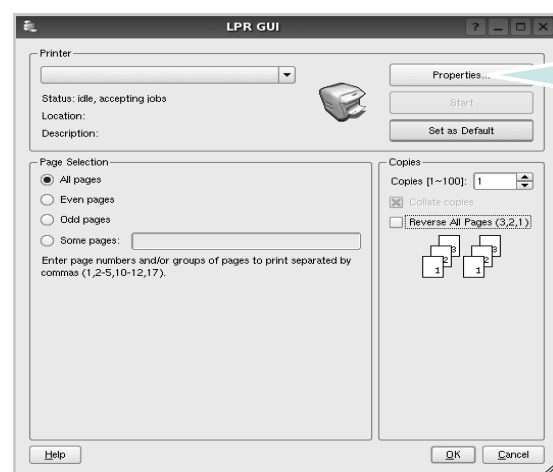 LPR GUI
Printer
Properties...
Status: idle, accepting jobs
Start
Location:
Description:
Set as Default
Page Selection
All pages
Even pages
Odd pages
Some pages:
Enter page numbers and/or groups of pages to print separated by
commas (1,2-5,10-12,17).
Copies
Copies [1~100]: 1
Collate copies
Reverse All Pages (3,2,1)
3 3
2 2
1 1
Help
OK
Cancel